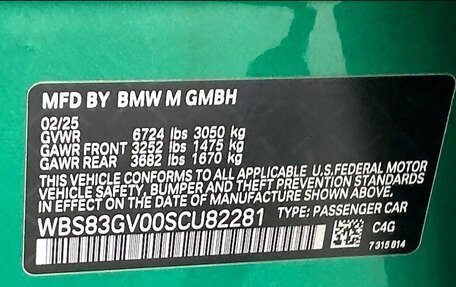 MFD BY BMW M GMBH
02/25
GVWR 6724 lbs 3050 kg
GAWR FRONT 3252 lbs 1475 kg
GAWR REAR 3682 lbs 1670 kg
THIS VEHICLE CONFORMS TO ALL APPLICABLE U.S.FEDERAL MOTOR
VEHICLE SAFETY, BUMPER AND THEFT PREVENTION STANDARDS
IN EFFECT ON THE DATE OF MANUFACTURE SHOWN ABOVE.
WBS83GV00SCU82281 TYPE: PASSENGER CAR
C4G
7 315 814